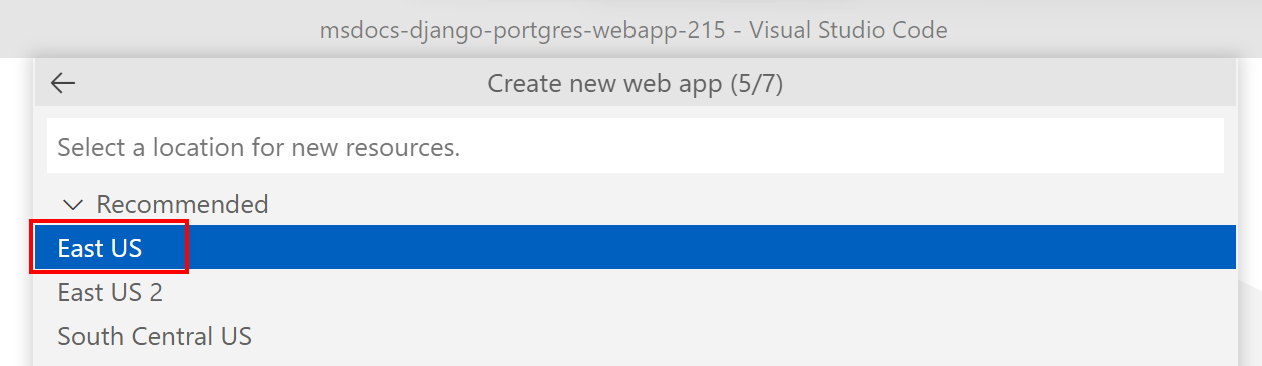 msdocs-django-portgres-webapp-215 - Visual Studio Code
Create new web app (5/7)
Select a location for new resources.
Recommended
East US
East US 2
South Central US